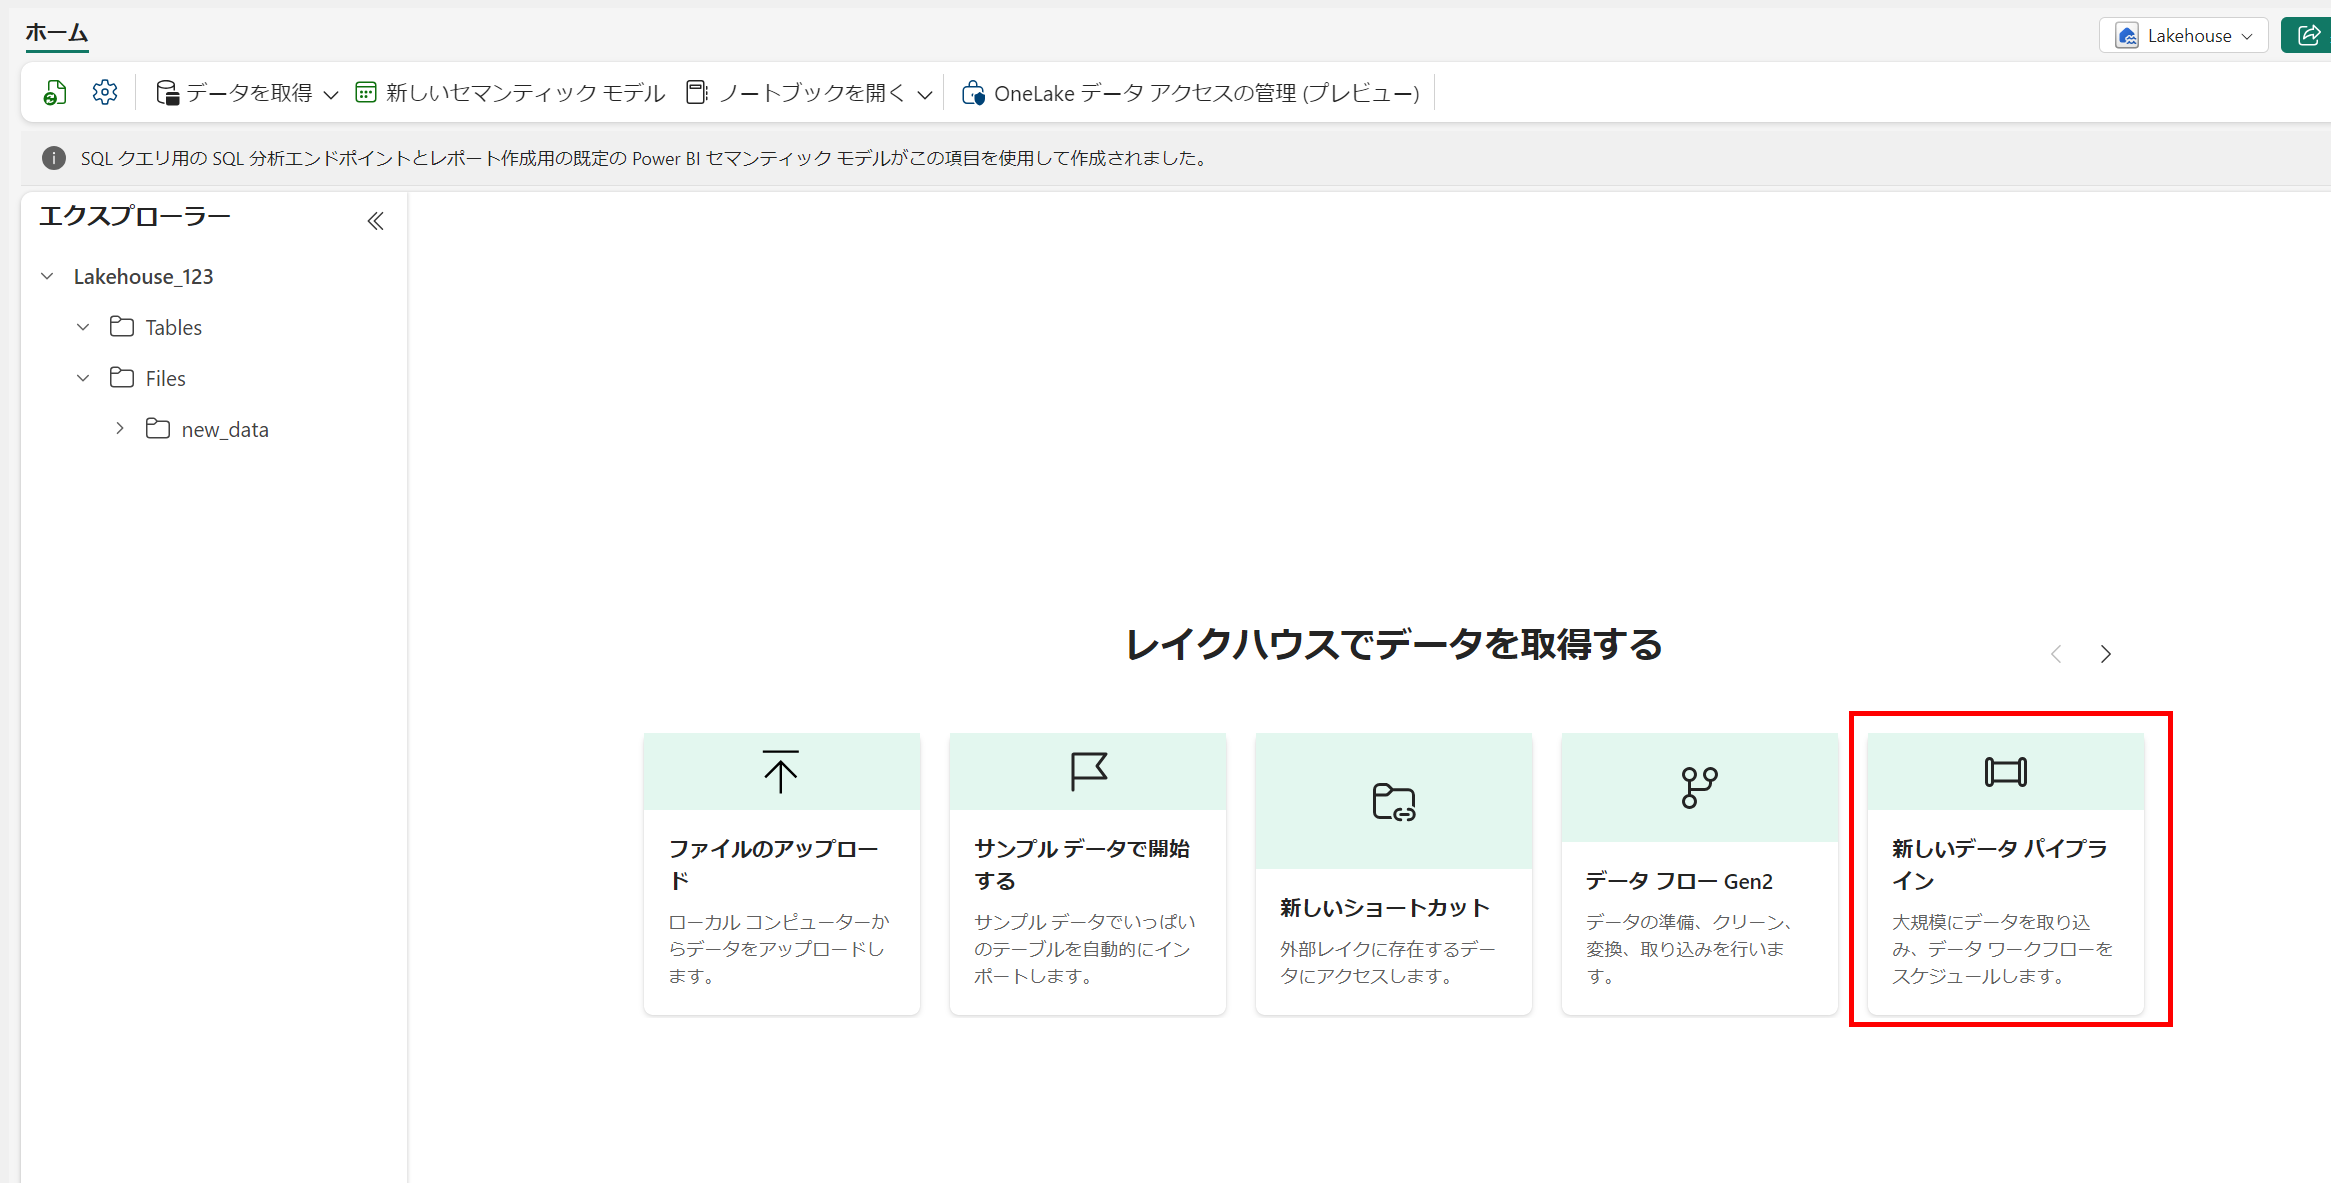 ホーム
Lakehouse
データを取得
新しいセマンティック モデル
ノートブックを開く
OneLake データ アクセスの管理 (プレビュー)
SQL クエリ用の SQL 分析エンドポイントとレポート作成用の既定の Power BI セマンティック モデルがこの項目を使用して作成されました。
エクスプローラー
Lakehouse_123
Tables
Files
new_data
レイクハウスでデータを取得する
ファイルのアップロー
ド
ローカル コンピューターか
らデータをアップロードし
ます。
サンプル データで開始
する
サンプル データでいっぱい
のテーブルを自動的にイン
ポートします。
新しいショートカット
外部レイクに存在するデー
タにアクセスします。
データ フロー Gen2
データの準備、クリーン、
変換、取り込みを行いま
す。
新しいデータ パイプラ
イン
大規模にデータを取り込
み、データ ワークフローを
スケジュールします。